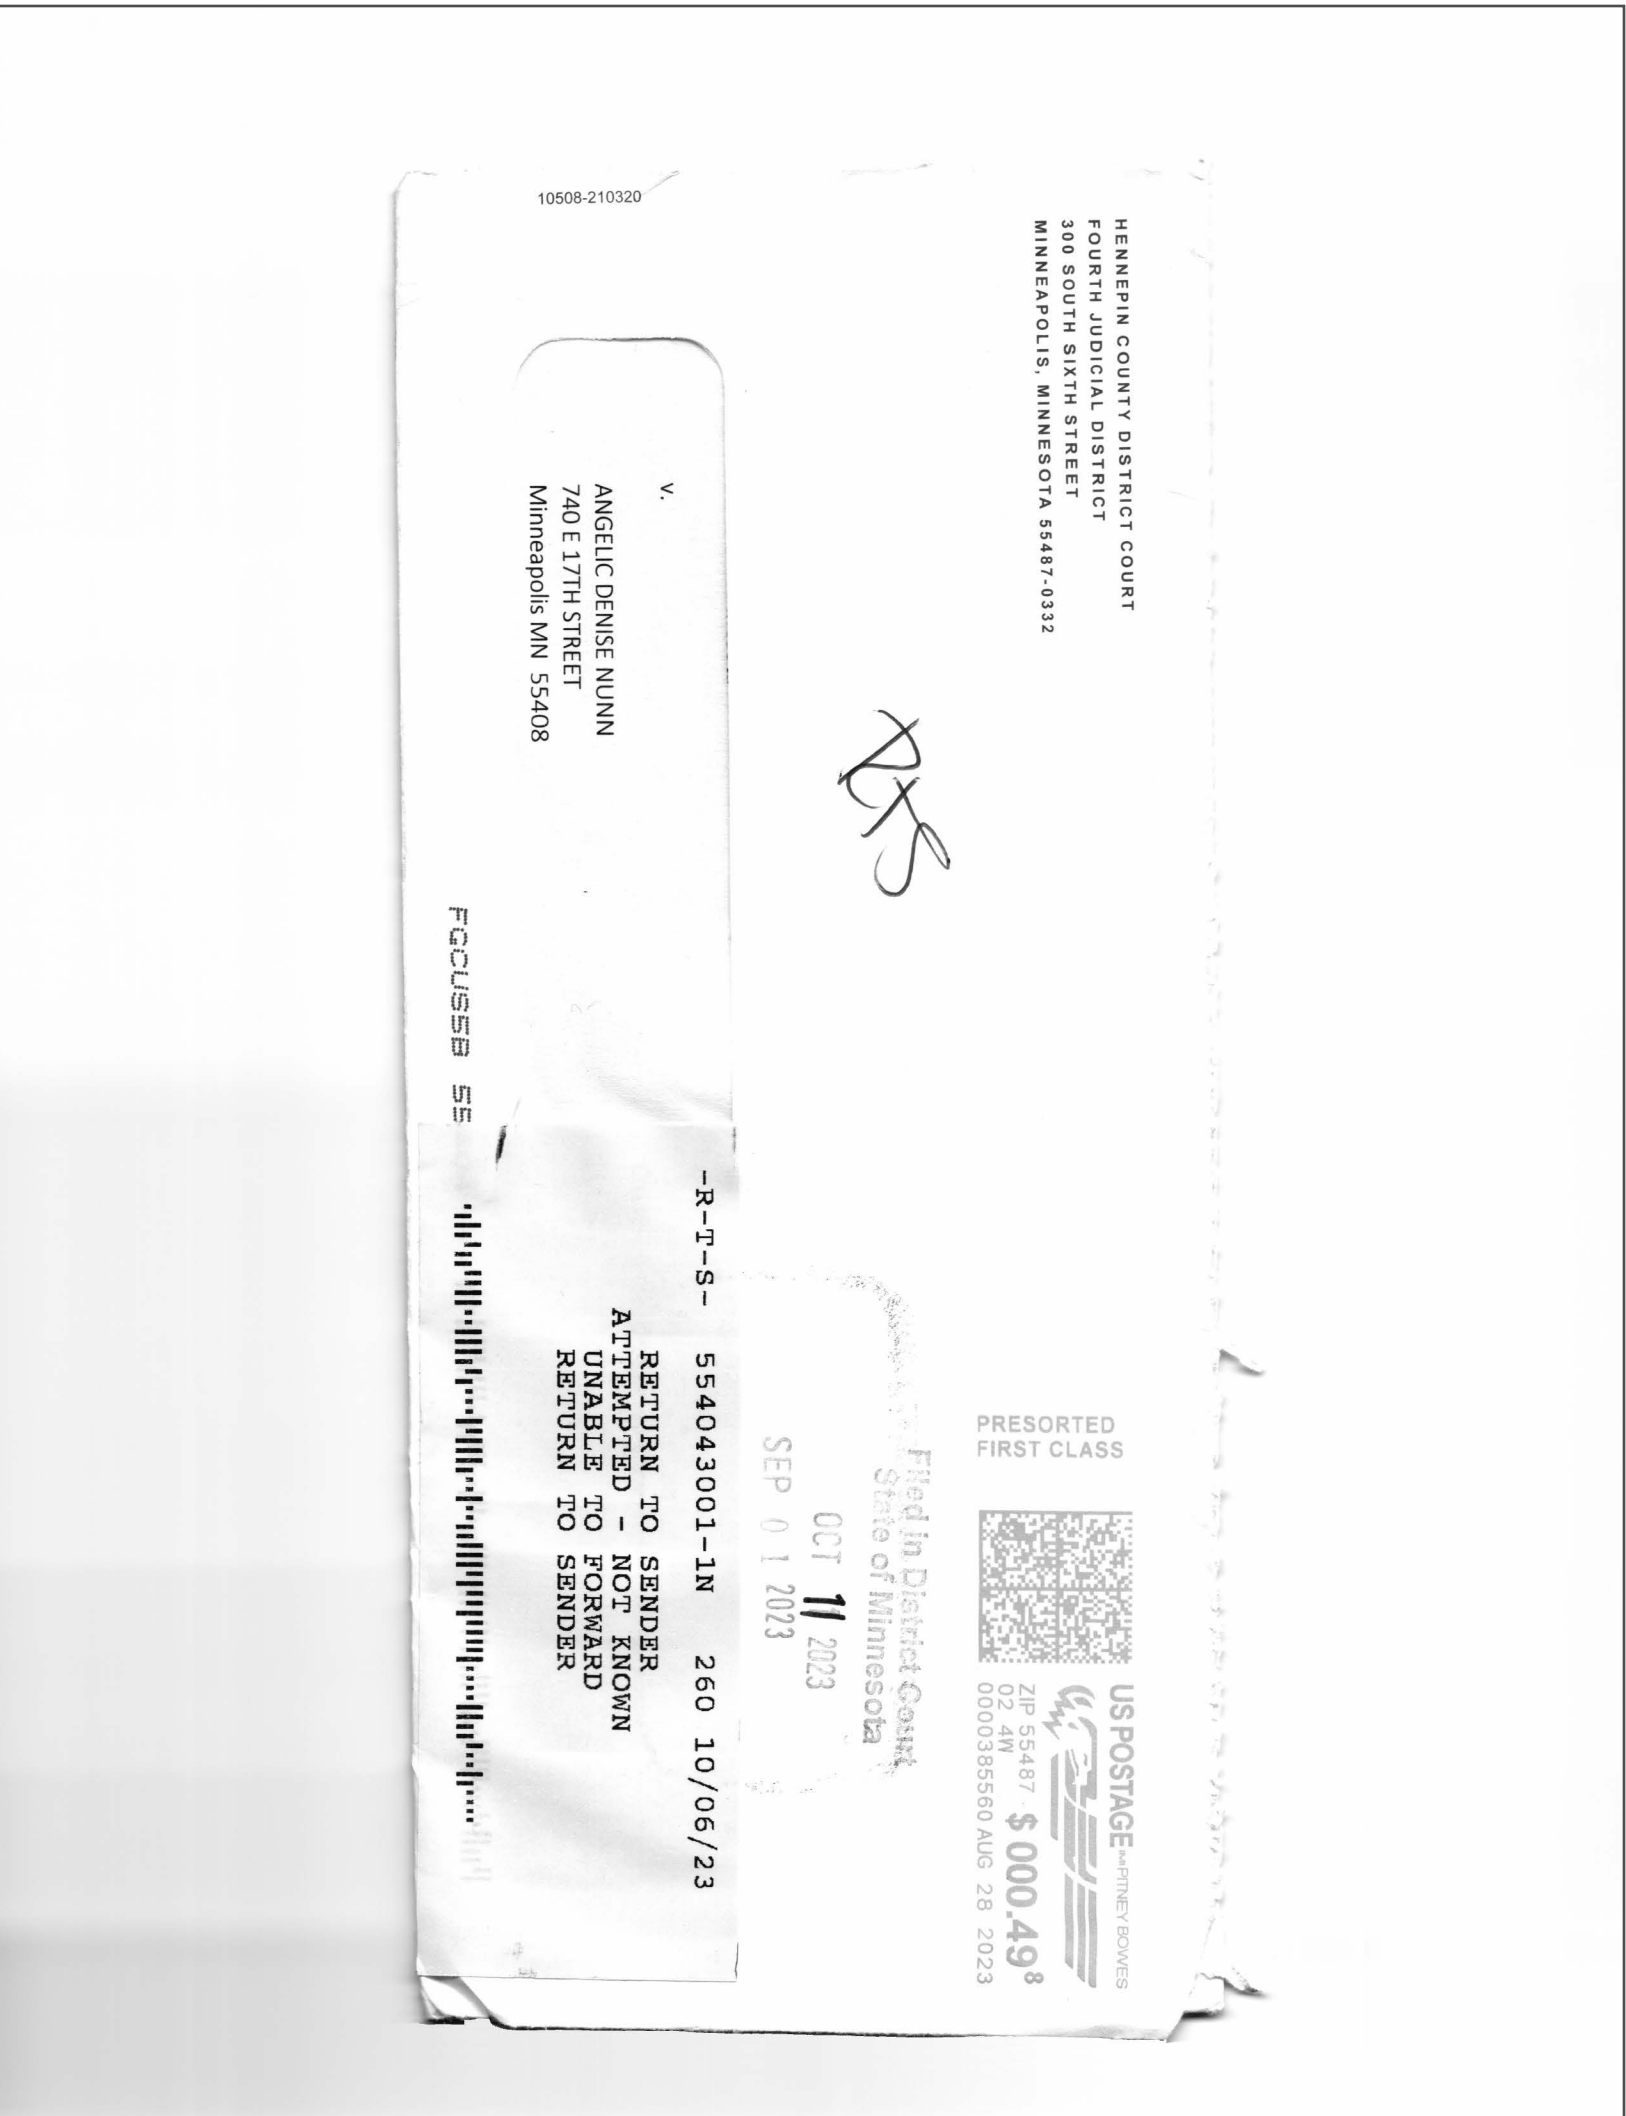 10508-210320
HENNEPIN COUNTY DISTRICT COURT
FOURTH JUDICIAL DISTRICT
300 SOUTH SIXTH STREET
MINNEAPOLIS, MINNESOTA 55487-0332
RTS
PRESORTED
FIRST CLASS
US POSTAGE IMI PITNEY BOWES
ZIP 55487 $ 000.49⁸
02 4W
0000385560 AUG 28 2023
Filed in District Court
State of Minnesota
OCT 11 2023
SEP 01 2023
v.
ANGELIC DENISE NUNN
740 E 17TH STREET
Minneapolis MN 55408
-R-T-S- 554043001-1N 260 10/06/23
RETURN TO SENDER
ATTEMPTED - NOT KNOWN
UNABLE TO FORWARD
RETURN TO SENDER
55